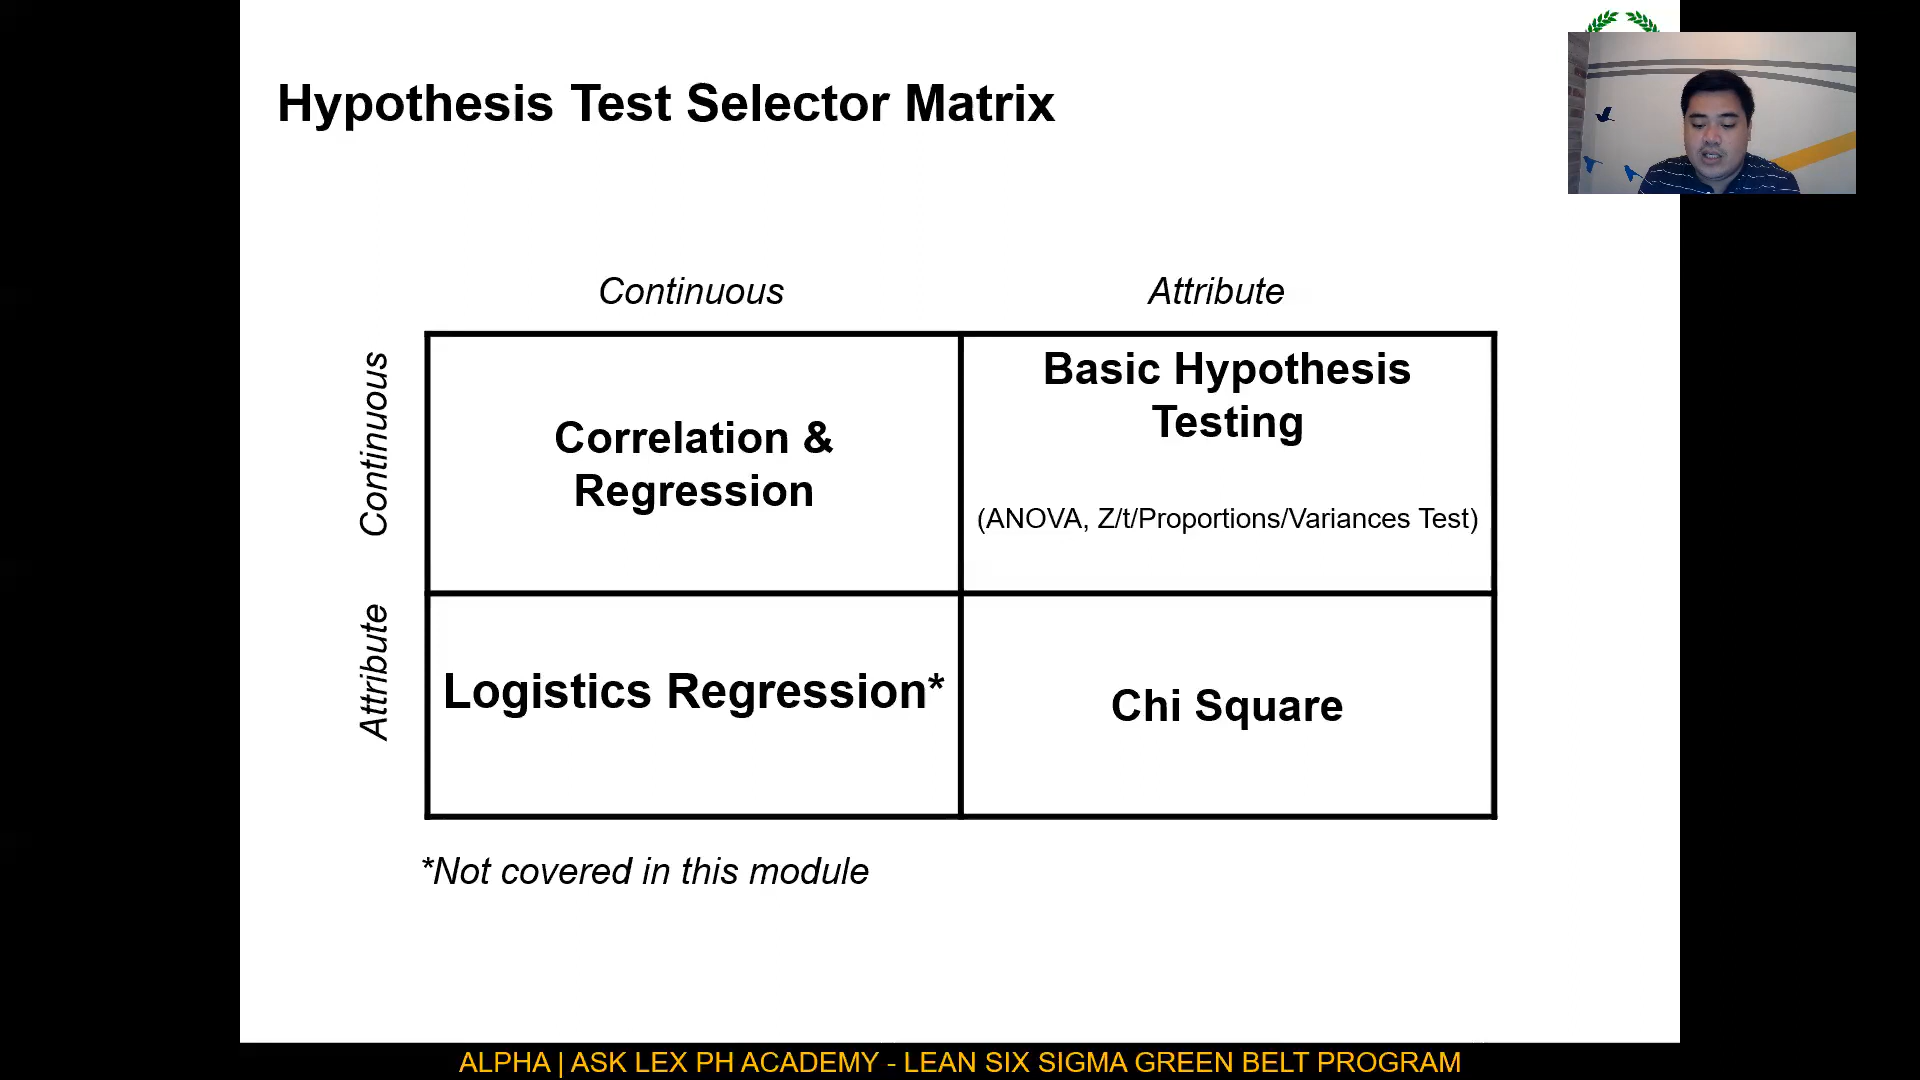 Hypothesis Test Selector Matrix
Continuous
Attribute
Continuous
Correlation &
Regression
Basic Hypothesis
Testing
(ANOVA, Z/t/Proportions/Variances Test)
Attribute
Logistics Regression*
Chi Square
*Not covered in this module
ALPHA | ASK LEX PH ACADEMY - LEAN SIX SIGMA GREEN BELT PROGRAM